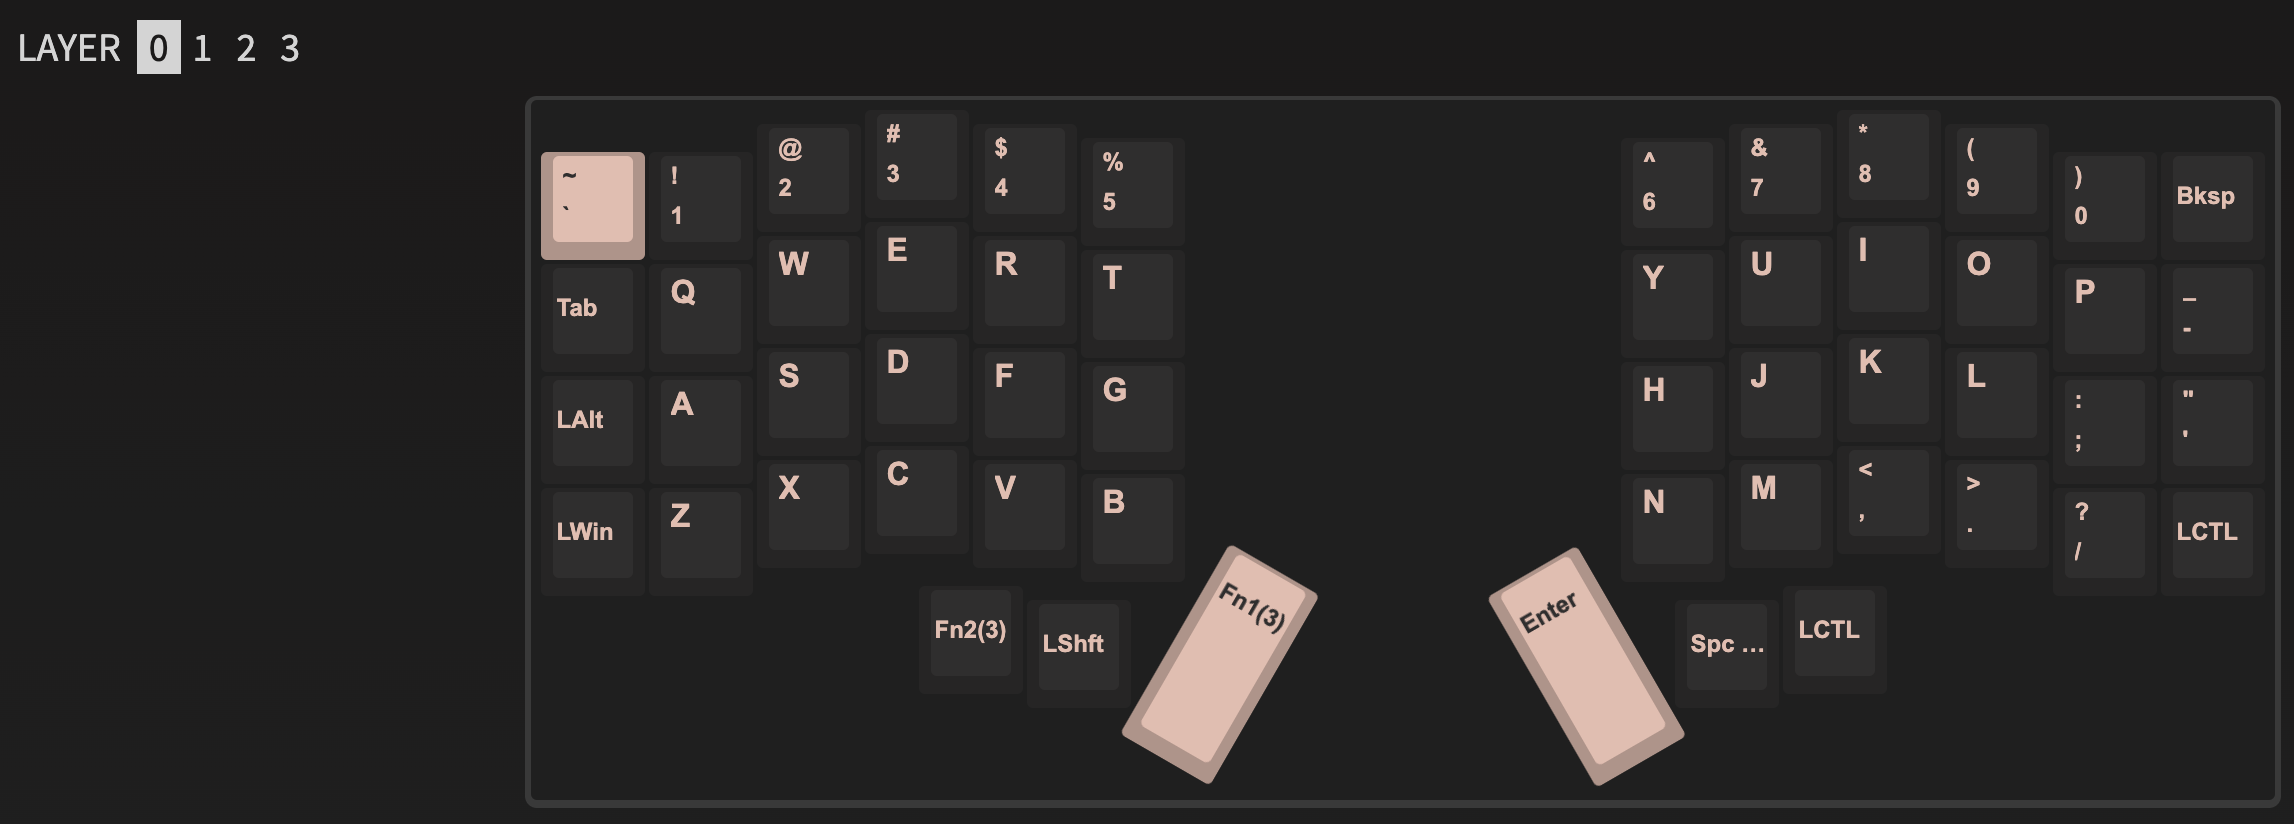 LAYER 0 1 2 3
~ ! @ # $ % ^ & * ( ) Bksp
` 1 2 3 4 5 6 7 8 9 0
Tab Q W E R T Y U I O P _
-
LAlt A S D F G H J K L : "
; '
LWin Z X C V B N M < > ? LCTL
, . /
Fn2(3) LShft Fn1(3) Enter Spc ... LCTL